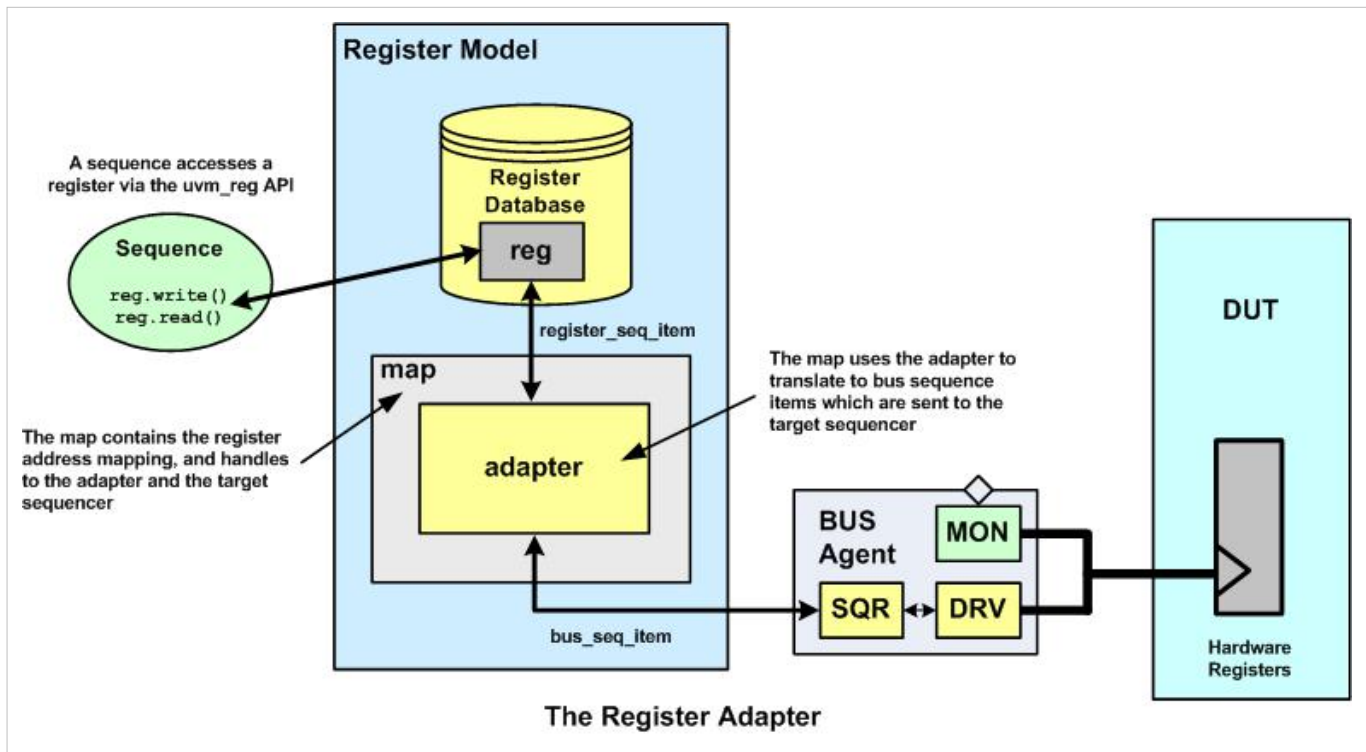 Register Model
A sequence accesses a
register via the uvm_reg API
Sequence
reg.write()
reg.read()
Register
Database
reg
register_seq_item
map
The map contains the register
address mapping, and handles
to the adapter and the target
sequencer
adapter
The map uses the adapter to
translate to bus sequence
items which are sent to the
target sequencer
bus_seq_item
BUS
Agent
MON
SQR
DRV
DUT
Hardware
Registers
The Register Adapter